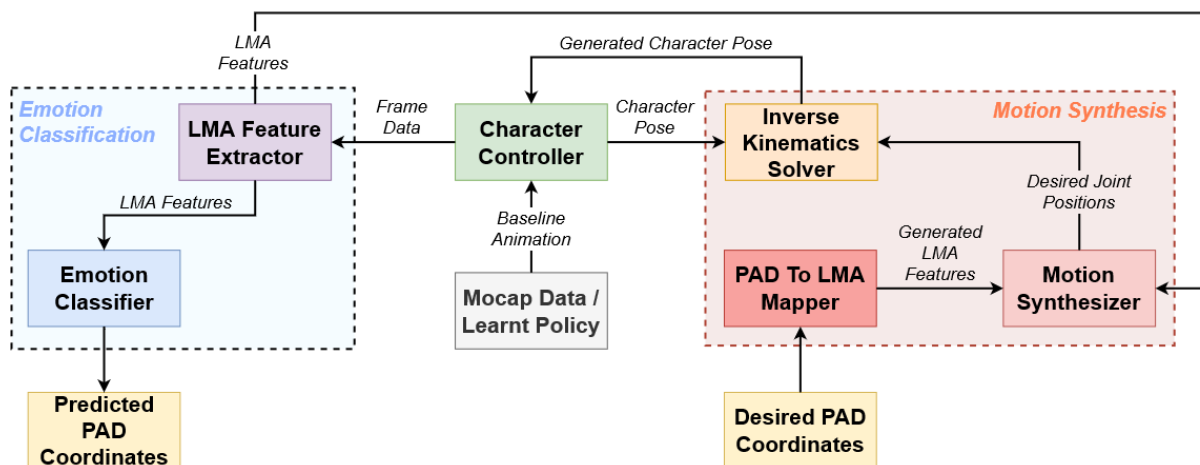 LMA
Features
Generated Character Pose
Emotion
Classification
LMA Feature
Extractor
Frame
Data
Character
Controller
Character
Pose
Inverse
Kinematics
Solver
Motion Synthesis
LMA Features
Baseline
Animation
Desired Joint
Positions
Emotion
Classifier
Mocap Data /
Learnt Policy
PAD To LMA
Mapper
Generated
LMA
Features
Motion
Synthesizer
Predicted
PAD
Coordinates
Desired PAD
Coordinates